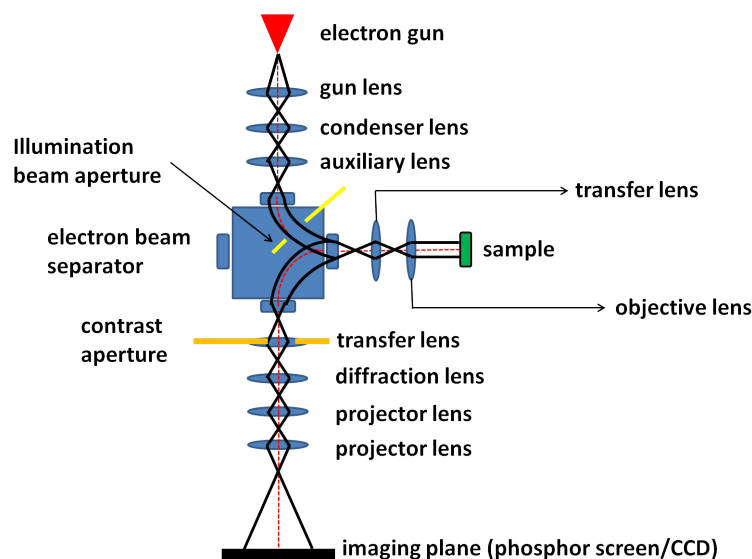 electron gun
gun lens
condenser lens
auxiliary lens
Illumination
beam aperture
transfer lens
electron beam
separator
sample
objective lens
contrast
aperture
transfer lens
diffraction lens
projector lens
projector lens
imaging plane (phosphor screen/CCD)